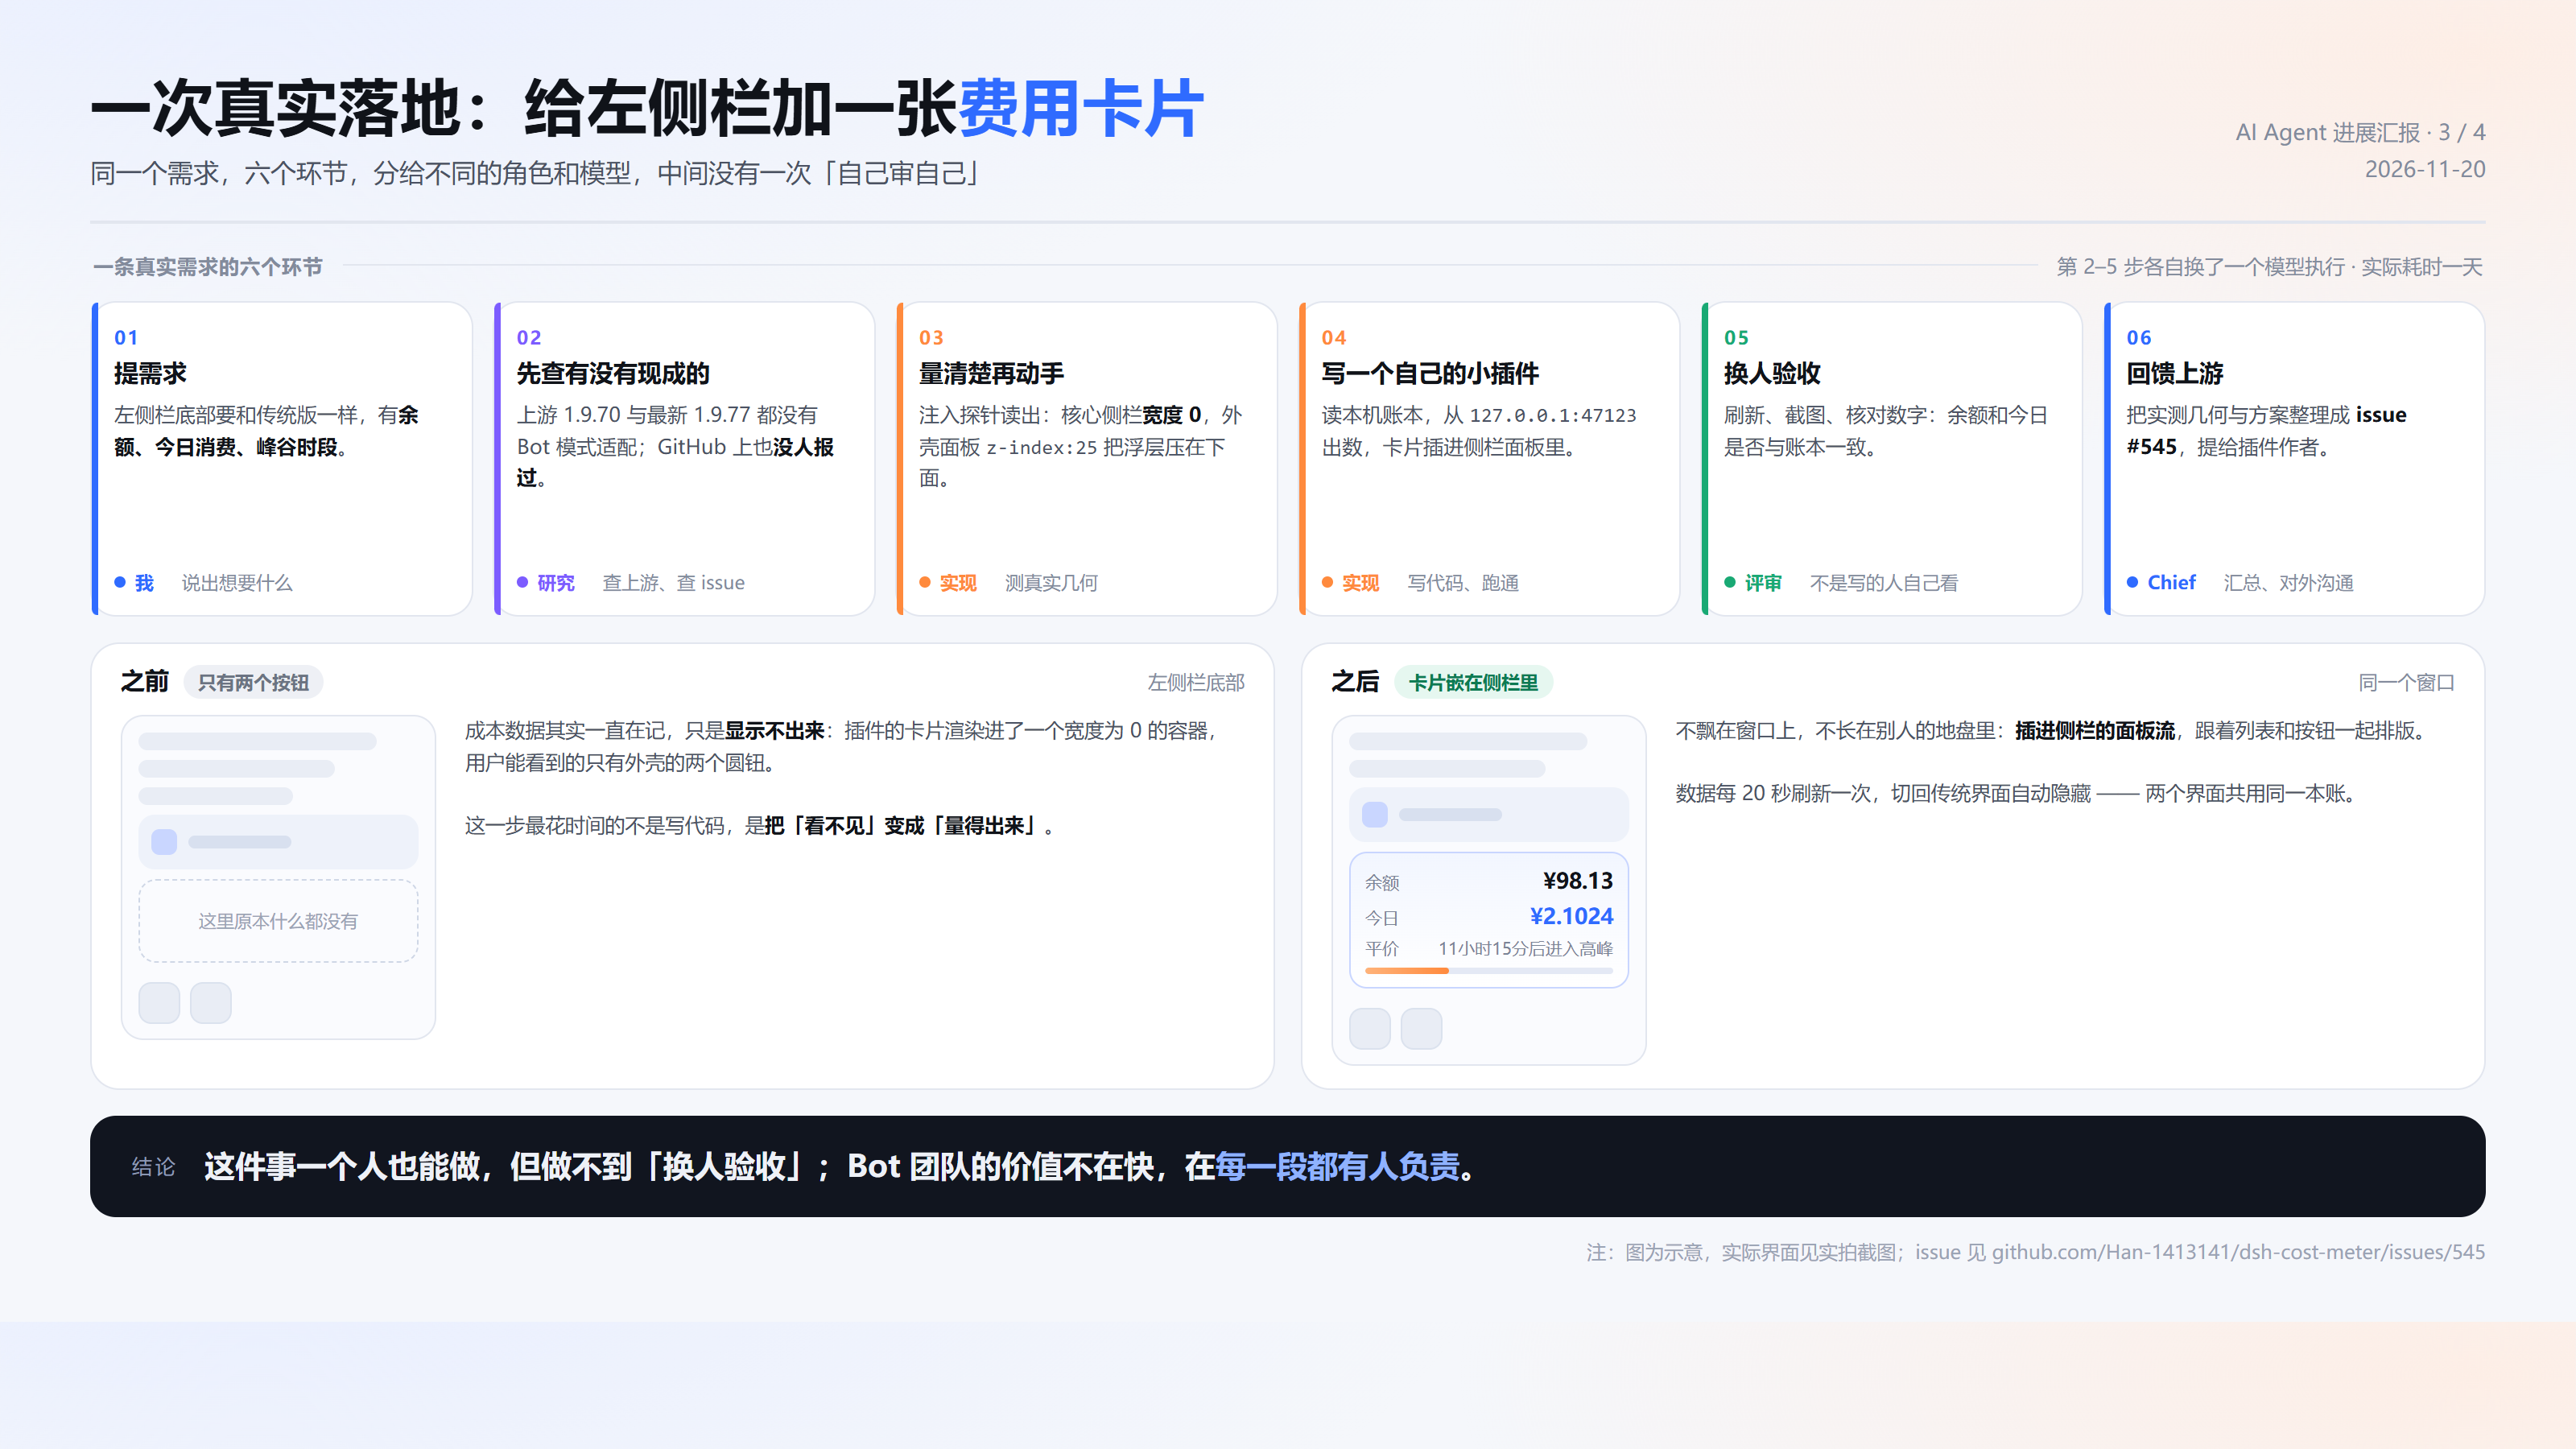 一次真实落地：给左侧栏加一张费用卡片
同一个需求，六个环节，分给不同的角色和模型，中间没有一次「自己审自己」
AI Agent 进展汇报 · 3 / 4
2026-11-20
一条真实需求的六个环节
第 2–5 步各自换了一个模型执行 · 实际耗时一天
01
提需求
左侧栏底部要和传统版一样，有余
额、今日消费、峰谷时段。
我 说出想要什么
02
先查有没有现成的
上游 1.9.70 与最新 1.9.77 都没有
Bot 模式适配；GitHub 上也没人报
过。
研究 查上游、查 issue
03
量清楚再动手
注入探针读出：核心侧栏宽度 0，外
壳面板 z-index:25 把浮层压在下
面。
实现 测真实几何
04
写一个自己的小插件
读本机账本，从 127.0.0.1:47123
出数，卡片插进侧栏面板里。
实现 写代码、跑通
05
换人验收
刷新、截图、核对数字：余额和今日
是否与账本一致。
评审 不是写的人自己看
06
回馈上游
把实测几何与方案整理成 issue
#545，提给插件作者。
Chief 汇总、对外沟通
之前 只有两个按钮
左侧栏底部
这里原本什么都没有
成本数据其实一直在记，只是显示不出来：插件的卡片渲染进了一个宽度为 0 的容器，
用户能看到的只有外壳的两个圆钮。
这一步最花时间的不是写代码，是把「看不见」变成「量得出来」。
之后 卡片嵌在侧栏里
同一个窗口
余额 ¥98.13
今日 ¥2.1024
平价 11小时15分后进入高峰
不飘在窗口上，不长在别人的地盘里：插进侧栏的面板流，跟着列表和按钮一起排版。
数据每 20 秒刷新一次，切回传统界面自动隐藏 —— 两个界面共用同一本账。
结论 这件事一个人也能做，但做不到「换人验收」；Bot 团队的价值不在快，在每一段都有人负责。
注：图为示意，实际界面见实拍截图；issue 见 github.com/Han-1413141/dsh-cost-meter/issues/545